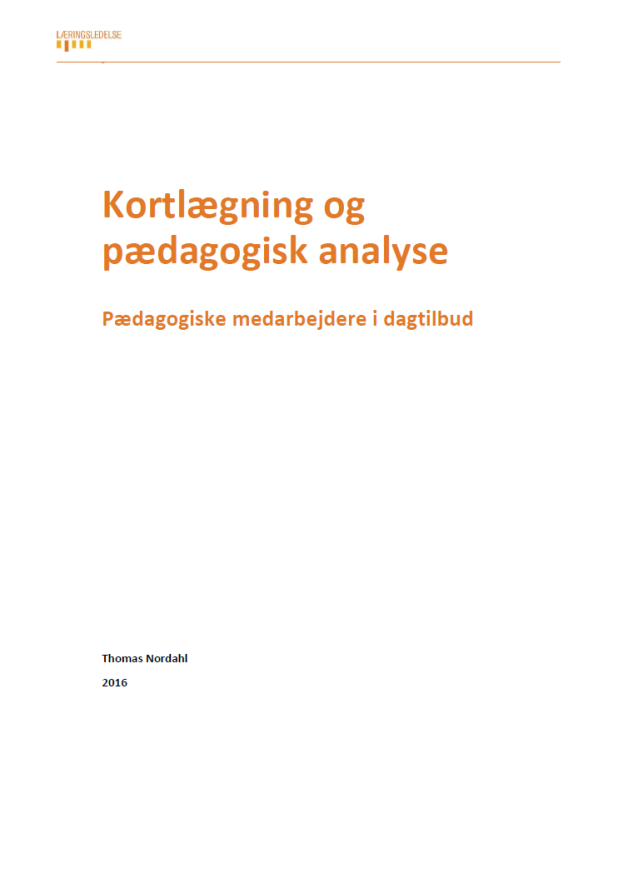 LÆRINGSLEDELSE
Kortlægning og
pædagogisk analyse
Pædagogiske medarbejdere i dagtilbud
Thomas Nordahl
2016